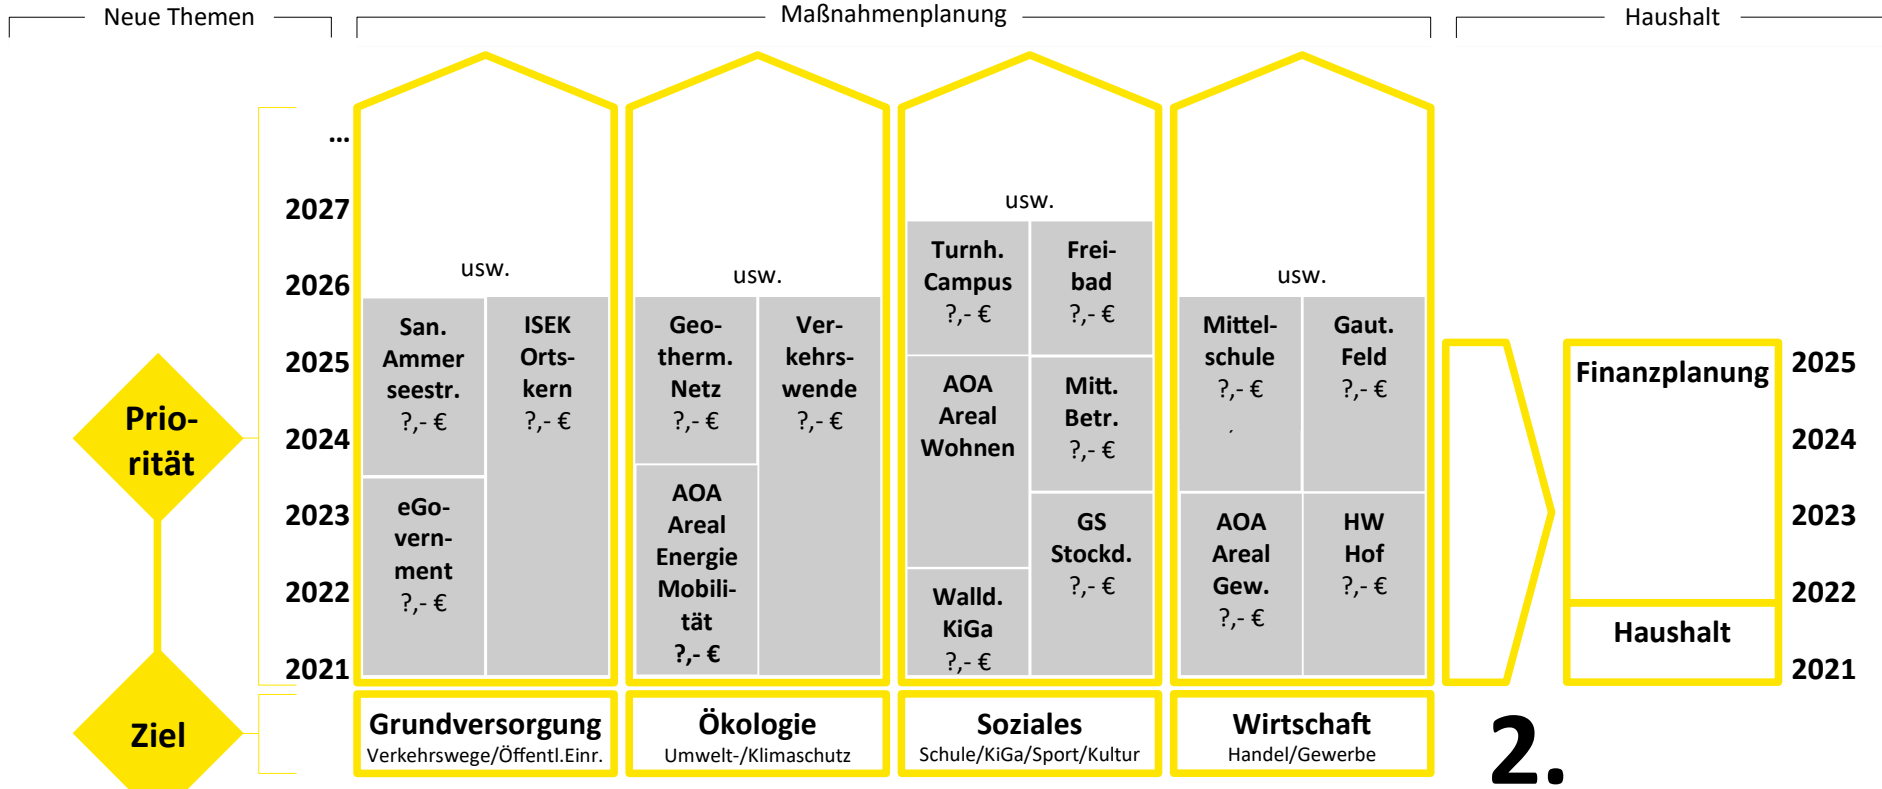 Neue Themen
Maßnahmenplanung
Haushalt
...
2027
2026
2025
2024
2023
2022
2021
Prio-
rität
Ziel
usw.
San.
Ammer
seestr.
?,- €
ISEK
Orts-
kern
?,- €
eGo-
vern-
ment
?,- €
Grundversorgung
Verkehrswege/Öffentl.Einr.
usw.
Geo-
therm.
Netz
?,- €
Ver-
kehrs-
wende
?,- €
AOA
Areal
Energie
Mobili-
tät
?,- €
Ökologie
Umwelt-/Klimaschutz
usw.
Turnh.
Campus
?,- €
Frei-
bad
?,- €
AOA
Areal
Wohnen
Mitt.
Betr.
?,- €
GS
Stockd.
?,- €
Walld.
KiGa
?,- €
Soziales
Schule/KiGa/Sport/Kultur
usw.
Mittel-
schule
?,- €
Gaut.
Feld
?,- €
AOA
Areal
Gew.
?,- €
HW
Hof
?,- €
Wirtschaft
Handel/Gewerbe
Finanzplanung
Haushalt
2025
2024
2023
2022
2021
2.